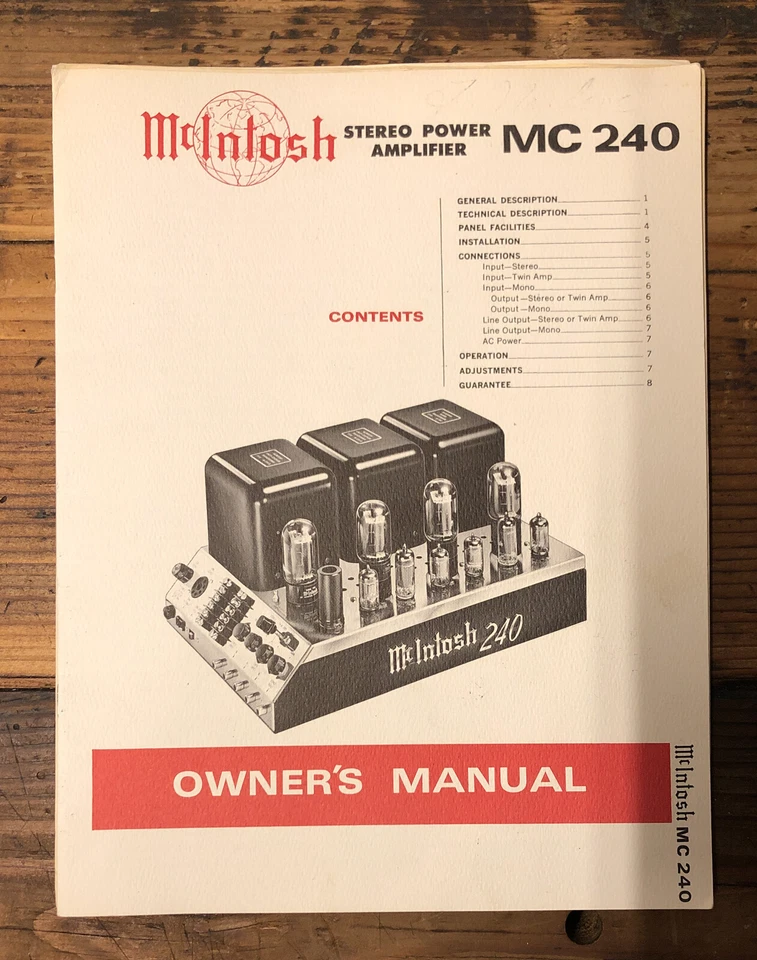 McIntosh STEREO POWER AMPLIFIER MC 240
GENERAL DESCRIPTION 1
TECHNICAL DESCRIPTION 1
PANEL FACILITIES 4
INSTALLATION 5
CONNECTIONS 5
Input—Stereo 5
Input—Twin Amp 5
Input—Mono 6
Output—Stereo or Twin Amp 6
Output—Mono 6
Line Output—Stereo or Twin Amp 6
Line Output—Mono 7
AC Power 7
OPERATION 7
ADJUSTMENTS 7
GUARANTEE 8
CONTENTS
McIntosh 240
OWNER'S MANUAL
McIntosh MC 240